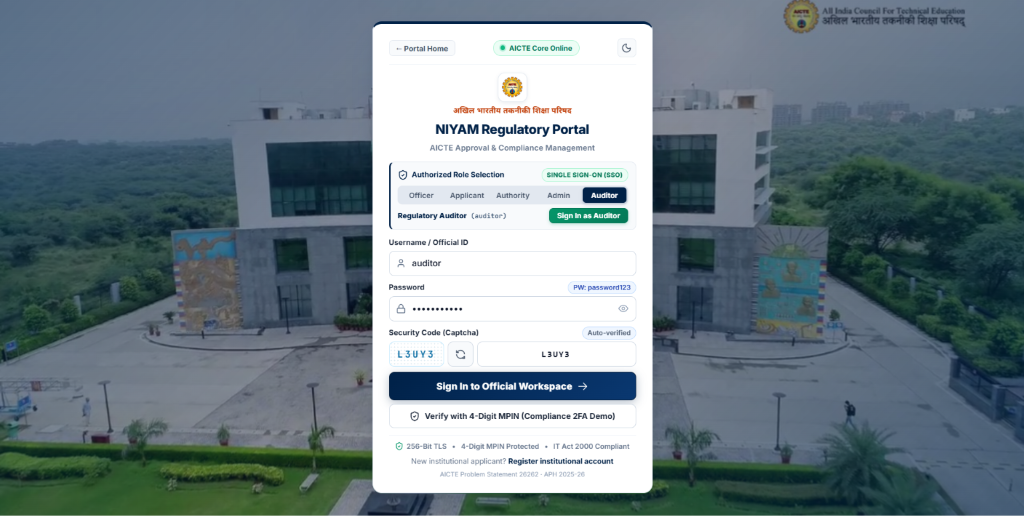 All India Council For Technical Education
अखिल भारतीय तकनीकी शिक्षा परिषद्
← Portal Home
AICTE Core Online
अखिल भारतीय तकनीकी शिक्षा परिषद
NIYAM Regulatory Portal
AICTE Approval & Compliance Management
Authorized Role Selection
SINGLE SIGN-ON (SSO)
Officer Applicant Authority Admin Auditor
Regulatory Auditor (auditor)
Sign In as Auditor
Username / Official ID
auditor
Password
PW: password123
•••••••••••
Security Code (Captcha)
Auto-verified
L3UY3
L3UY3
Sign In to Official Workspace →
Verify with 4-Digit MPIN (Compliance 2FA Demo)
256-Bit TLS • 4-Digit MPIN Protected • IT Act 2000 Compliant
New institutional applicant? Register institutional account
AICTE Problem Statement 26262 - APH 2025-26